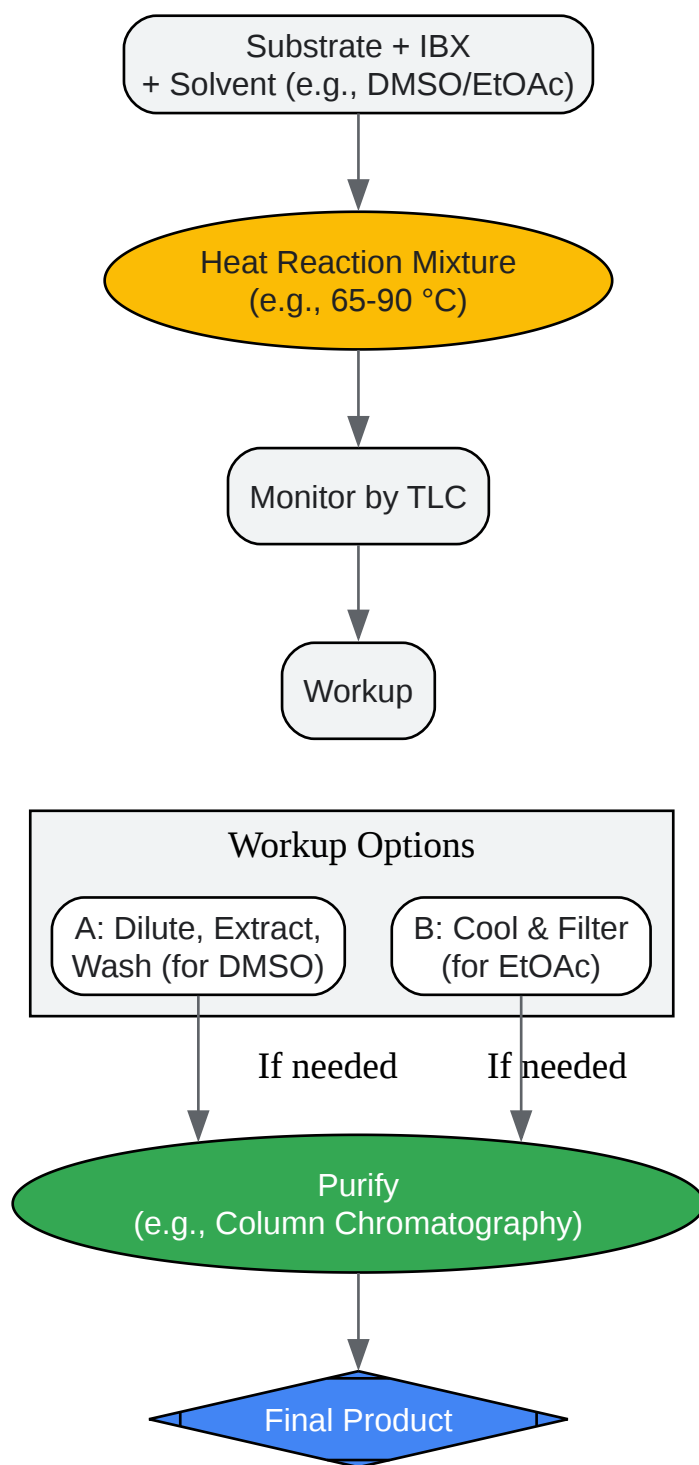 Substrate + IBX
+ Solvent (e.g., DMSO/EtOAc)
Heat Reaction Mixture
(e.g., 65-90 °C)
Monitor by TLC
Workup
Workup Options
A: Dilute, Extract,
Wash (for DMSO)
B: Cool & Filter
(for EtOAc)
If needed
If needed
Purify
(e.g., Column Chromatography)
Final Product